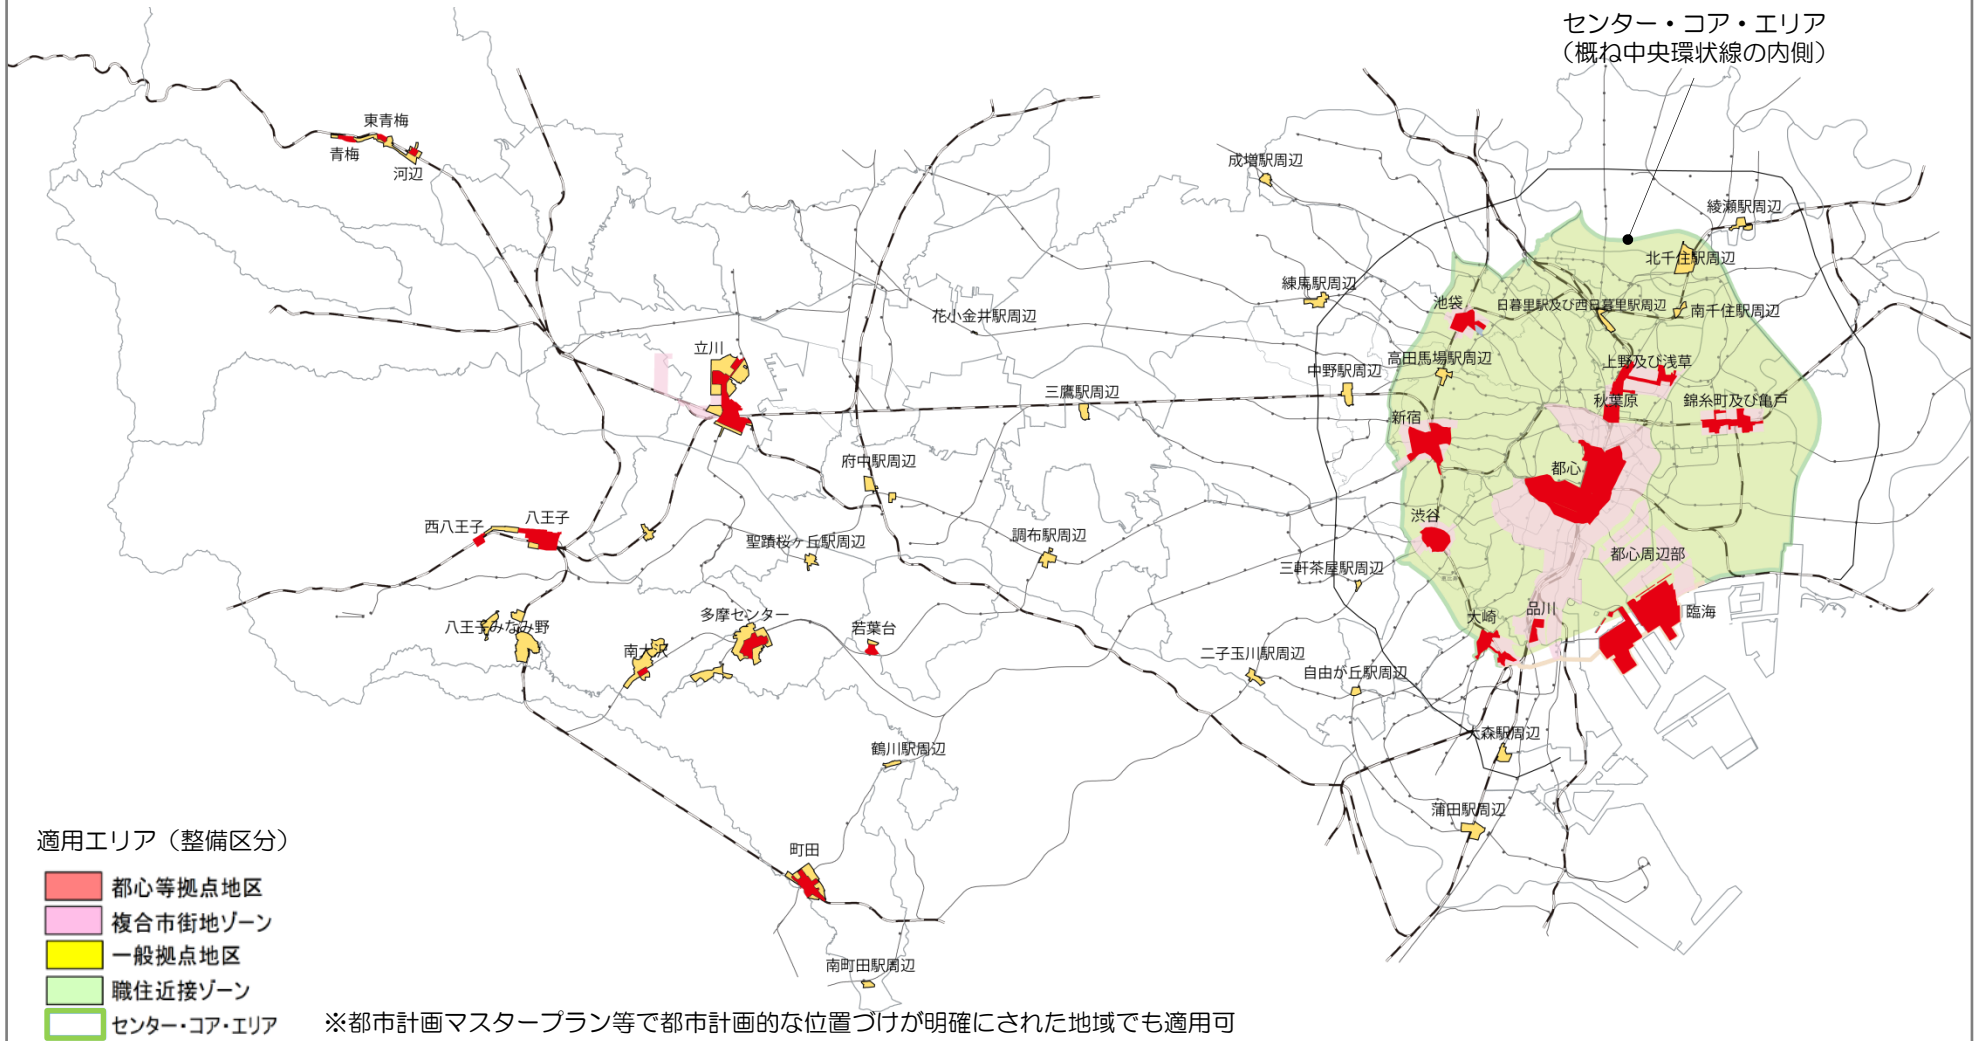 センター・コア・エリア
（概ね中央環状線の内側）
東青梅
青梅
河辺
成増駅周辺
綾瀬駅周辺
北千住駅周辺
練馬駅周辺
池袋
日暮里駅及び西日暮里駅周辺
南千住駅周辺
花小金井駅周辺
立川
高田馬場駅周辺
上野及び浅草
中野駅周辺
三鷹駅周辺
秋葉原
錦糸町及び亀戸
新宿
府中駅周辺
都心
西八王子
八王子
渋谷
聖蹟桜ヶ丘駅周辺
調布駅周辺
都心周辺部
三軒茶屋駅周辺
多摩センター
若葉台
大崎
品川
臨海
八王子みなみ野
南大沢
二子玉川駅周辺
自由が丘駅周辺
大森駅周辺
鶴川駅周辺
蒲田駅周辺
町田
南町田駅周辺
適用エリア（整備区分）
都心等拠点地区
複合市街地ゾーン
一般拠点地区
職住近接ゾーン
センター・コア・エリア
※都市計画マスタープラン等で都市計画的な位置づけが明確にされた地域でも適用可